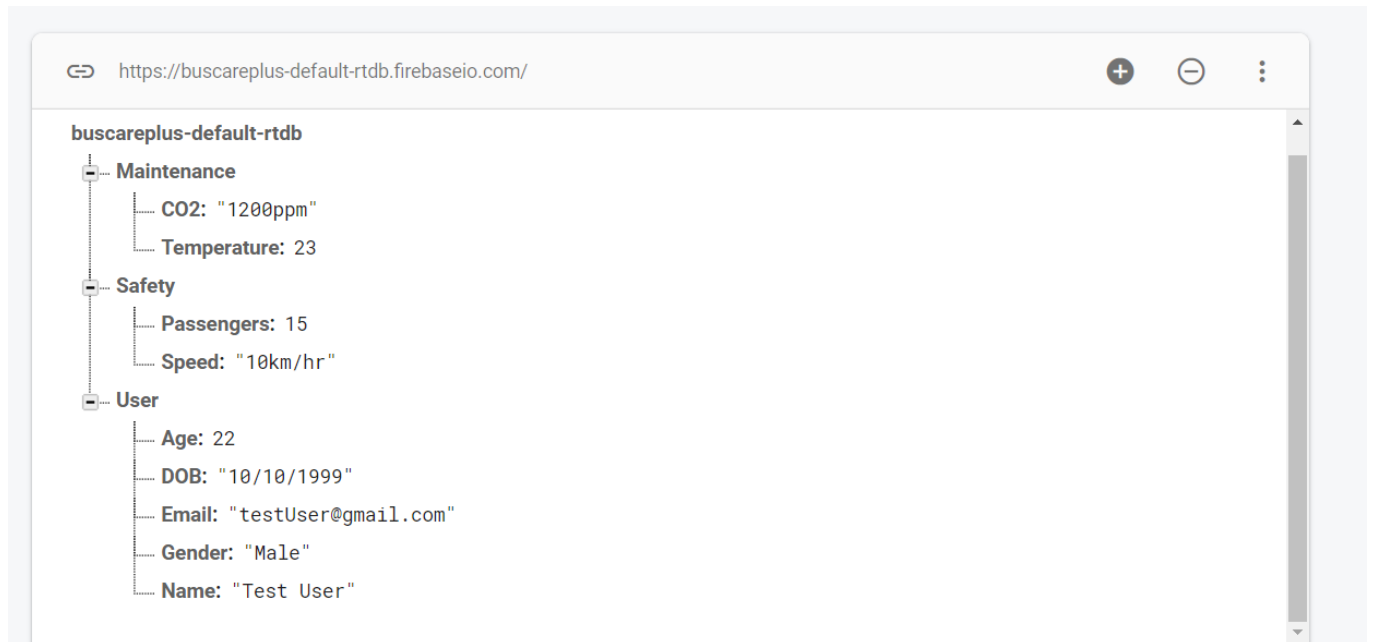 https://buscareplus-default-rtdb.firebaseio.com/
buscareplus-default-rtdb
Maintenance
CO2: "1200ppm"
Temperature: 23
Safety
Passengers: 15
Speed: "10km/hr"
User
Age: 22
DOB: "10/10/1999"
Email: "testUser@gmail.com"
Gender: "Male"
Name: "Test User"